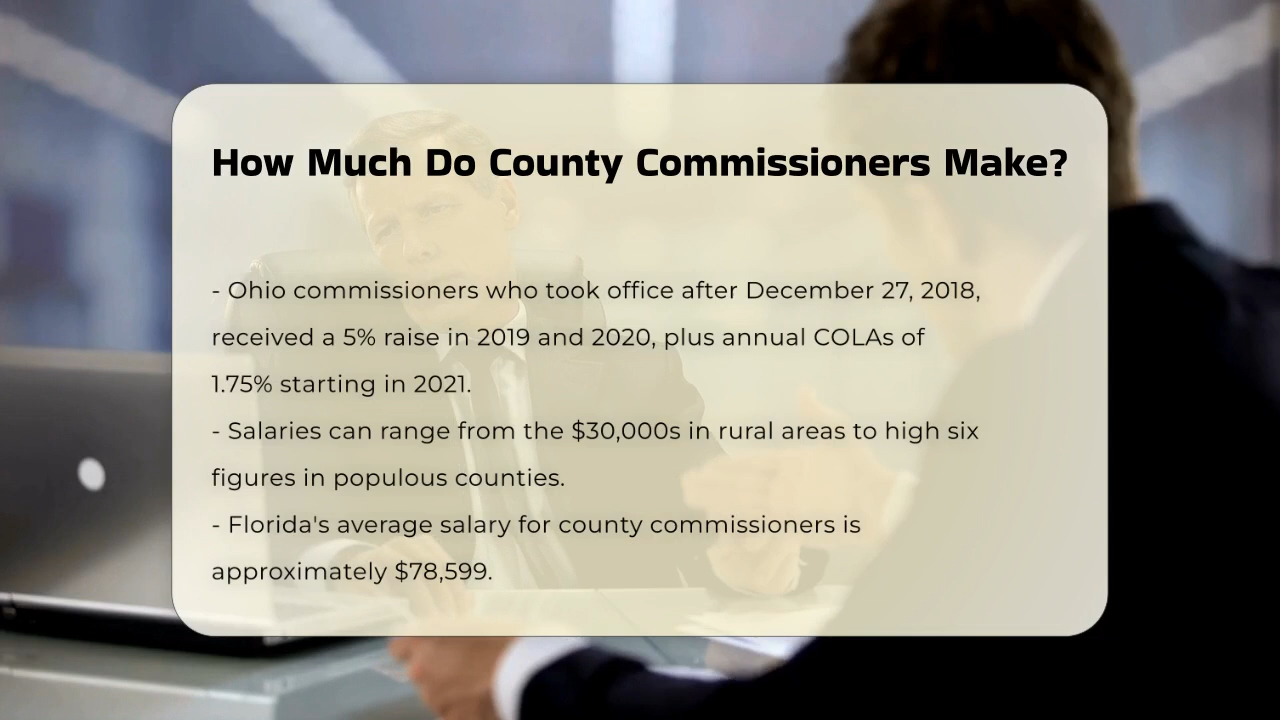 How Much Do County Commissioners Make?
- Ohio commissioners who took office after December 27, 2018,
received a 5% raise in 2019 and 2020, plus annual COLAs of
1.75% starting in 2021.
- Salaries can range from the $30,000s in rural areas to high six
figures in populous counties.
- Florida's average salary for county commissioners is
approximately $78,599.